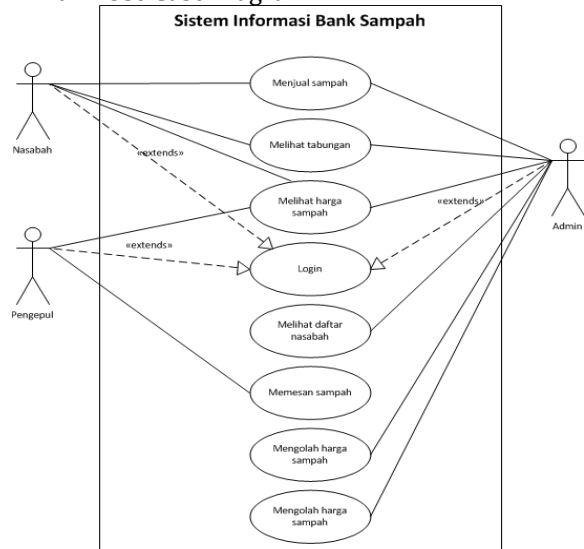 Sistem Informasi Bank Sampah
Menjual sampah
Nasabah
Melihat tabungan
«extends»
Melihat harga
sampah
«extends»
Admin
«extends»
Login
Pengepul
Melihat daftar
nasabah
Memesan sampah
Mengolah harga
sampah
Mengolah harga
sampah